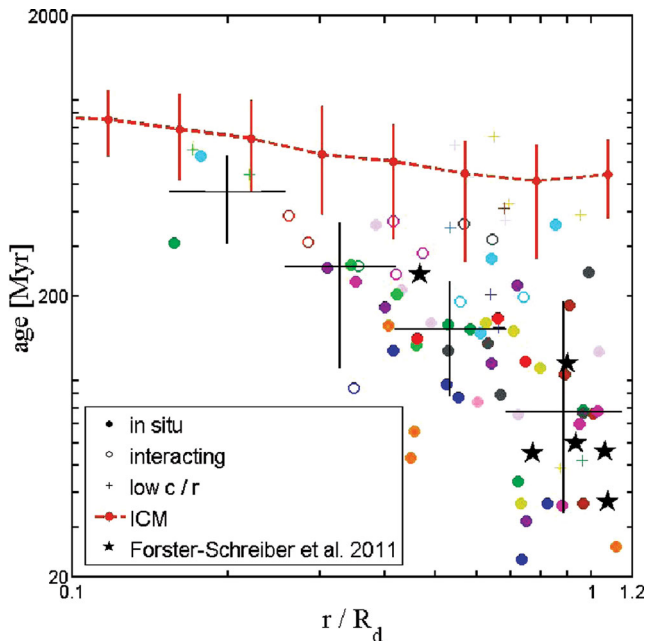 2000
200
20
age [Myr]
in situ
interacting
low c / r
ICM
Forster-Schreiber et al. 2011
0.1
1
1.2
r / R_d